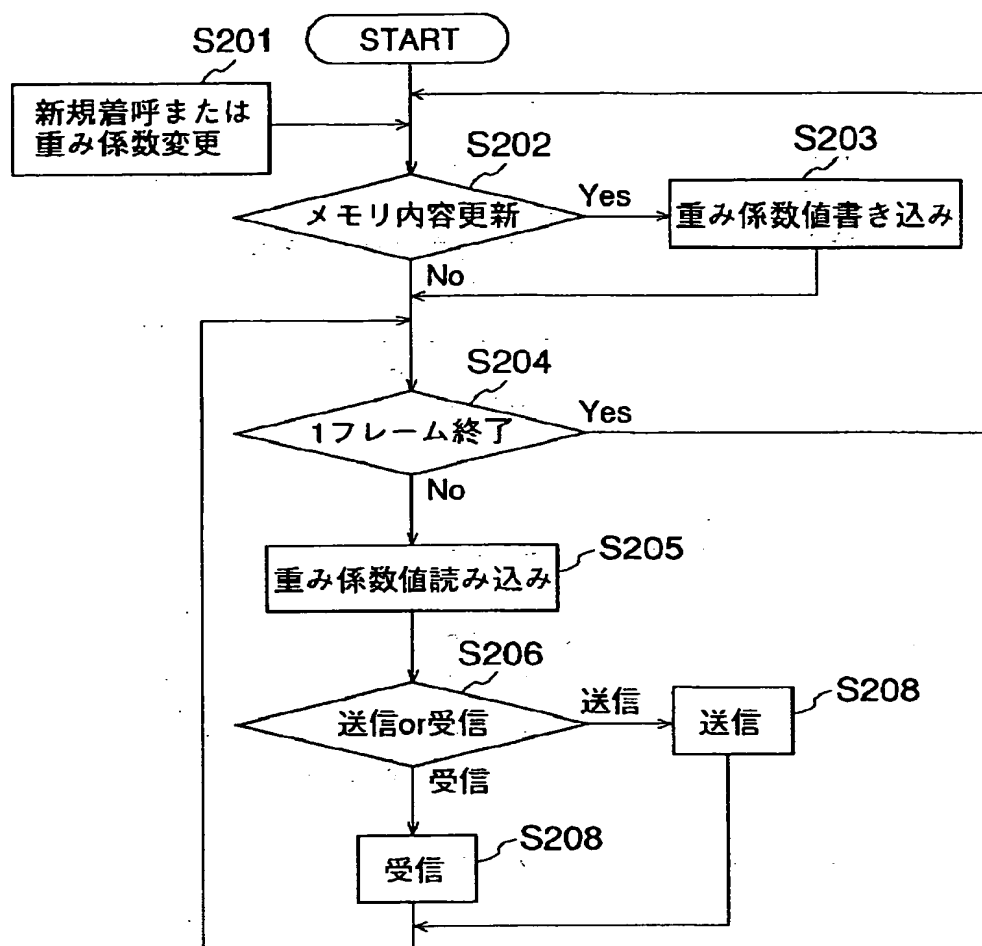 START
S201
新規着呼または
重み係数変更
S202
メモリ内容更新
Yes
S203
重み係数値書き込み
No
S204
1フレーム終了
Yes
No
S205
重み係数値読み込み
S206
送信or受信
送信
S208
送信
受信
S208
受信